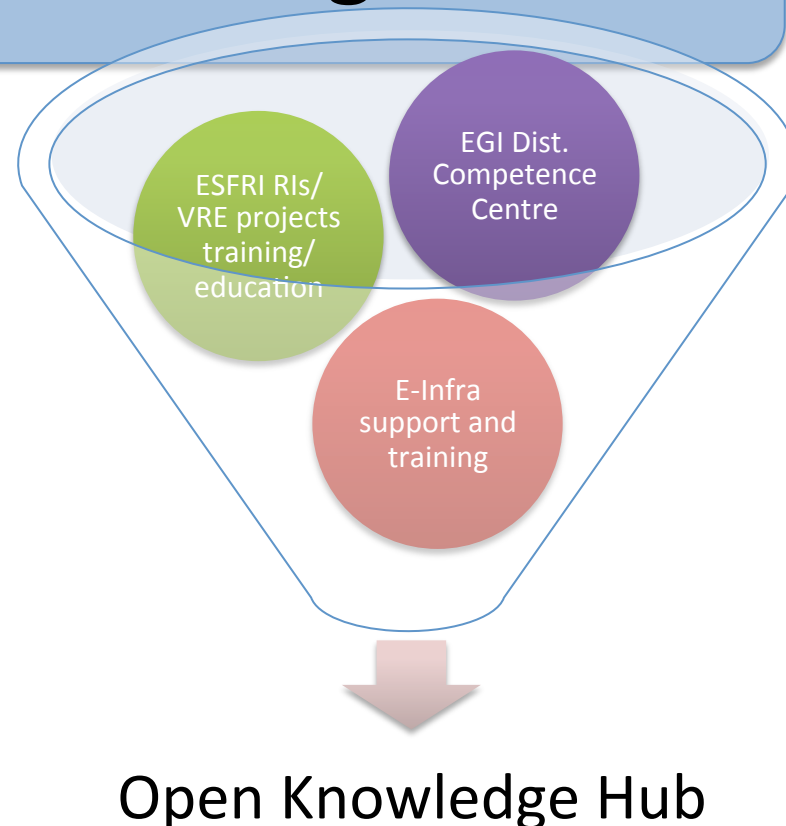 ESFRI RIs/
VRE projects
training/
education
EGI Dist.
Competence
Centre
E-Infra
support and
training
Open Knowledge Hub